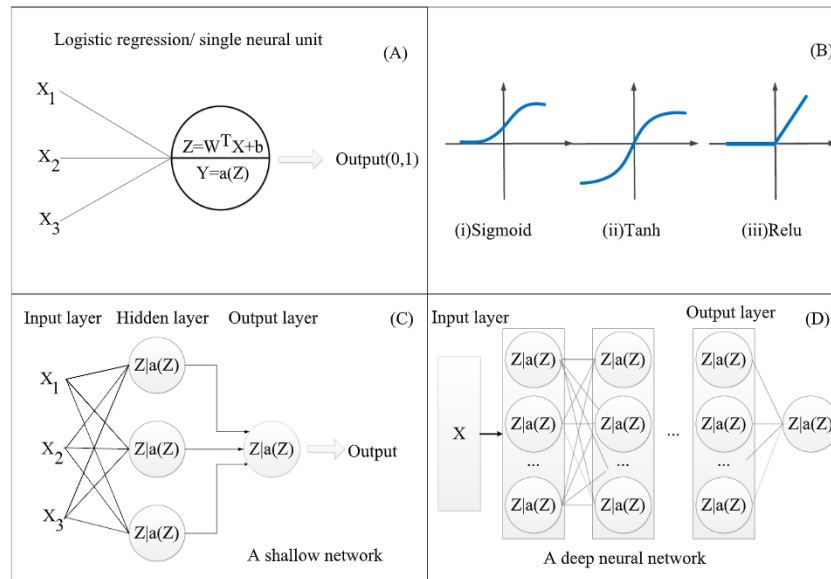 Logistic regression/ single neural unit
(A)
X1
X2
X3
Z=W^T X+b
Y=a(Z)
Output(0,1)
(B)
(i)Sigmoid
(ii)Tanh
(iii)Relu
Input layer Hidden layer Output layer
(C)
X1
X2
X3
Z|a(Z)
Z|a(Z)
Z|a(Z)
Z|a(Z)
Output
A shallow network
Input layer
Output layer
(D)
X
Z|a(Z)
Z|a(Z)
...
Z|a(Z)
Z|a(Z)
Z|a(Z)
...
Z|a(Z)
...
Z|a(Z)
Z|a(Z)
...
Z|a(Z)
Z|a(Z)
A deep neural network